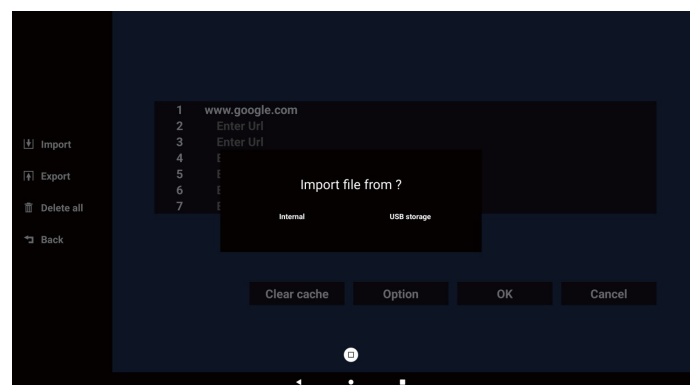 Import
Export
Delete all
Back
1 www.google.com
2 Enter Url
3 Enter Url
4 E
5 E
6 E
7 E
Import file from ?
Internal USB storage
Clear cache Option OK Cancel